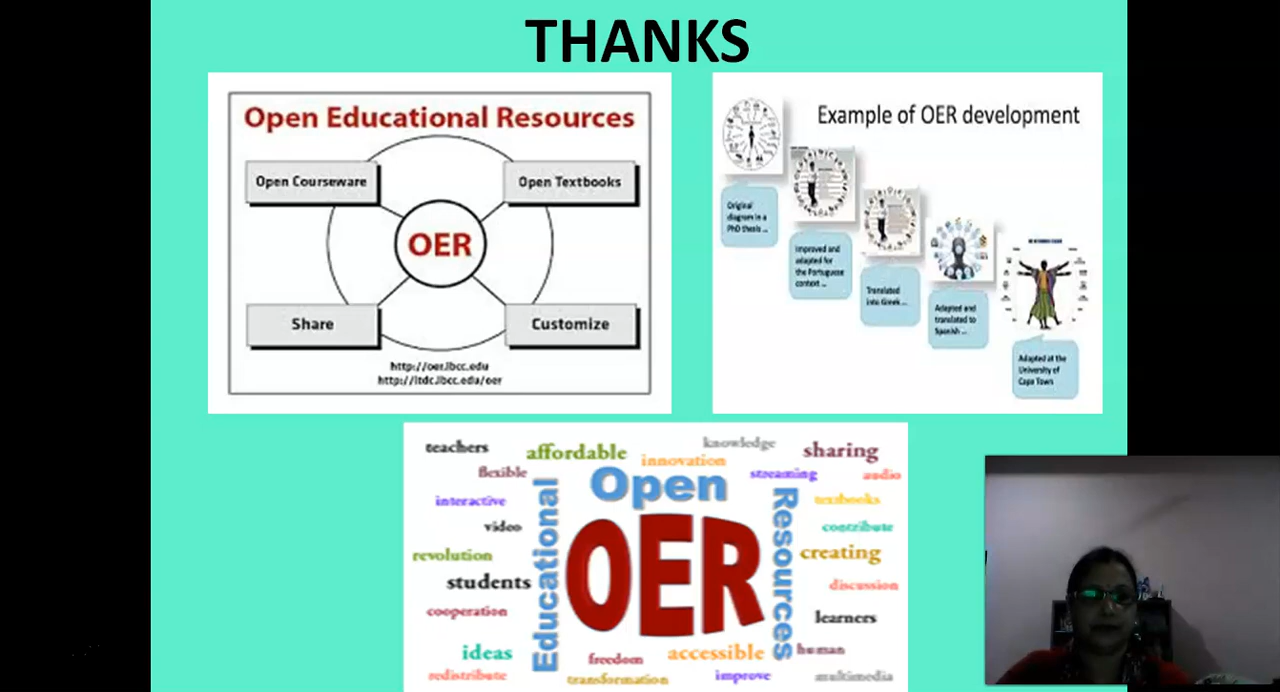 THANKS
Open Educational Resources
Open Courseware
Open Textbooks
OER
Share
Customize
http://oer.lbcc.edu
http://itdc.lbcc.edu/oer
Example of OER development
Original
diagram in a
PhD thesis ...
Improved and
adapted for
the Portuguese
context ...
Translated
into Greek ...
Adapted and
translated to
Spanish ...
Adapted at the
University of
Cape Town
teachers
affordable
knowledge
sharing
flexible
innovation
streaming
audio
interactive
Educational
Open
Resources
textbooks
video
OER
contribute
revolution
creating
students
discussion
cooperation
learners
ideas
freedom
accessible
human
redistribute
transformation
improve
multimedia